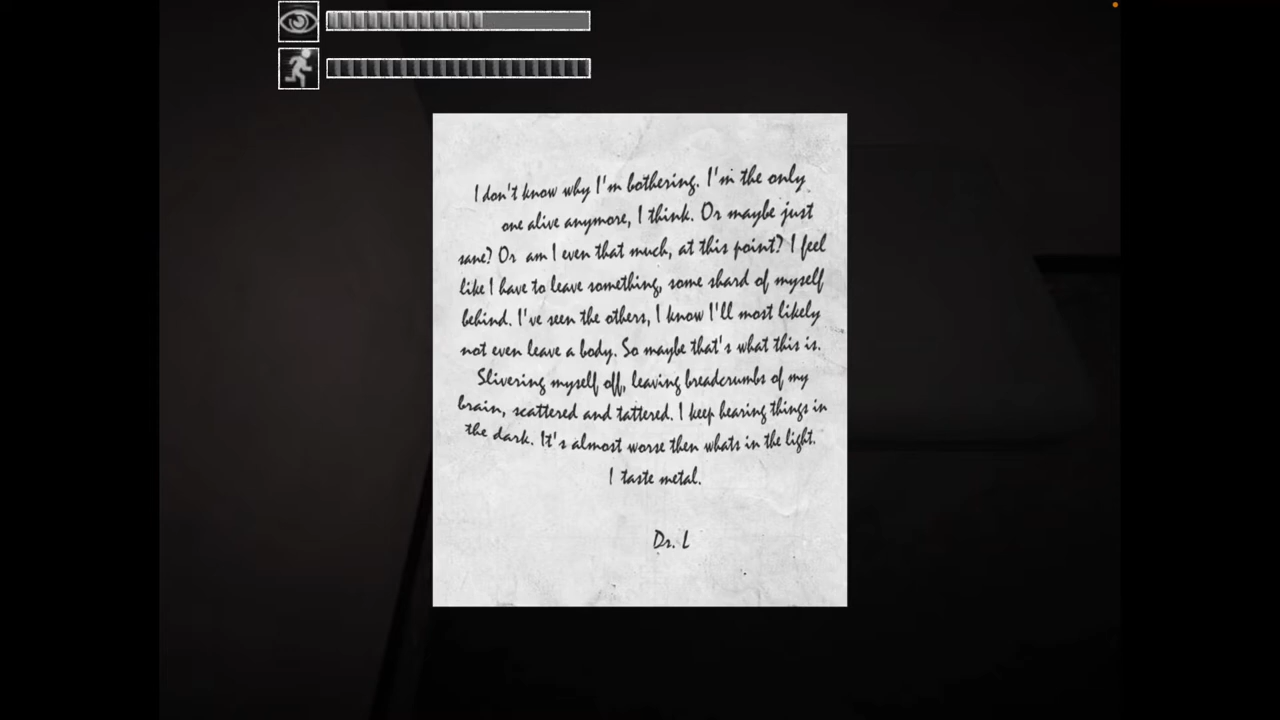 I don't know why I'm bothering. I'm the only
one alive anymore, I think. Or maybe just
sane? Or am I even that much, at this point? I feel
like I have to leave something, some shard of myself
behind. I've seen the others, I know I'll most likely
not even leave a body. So maybe that's what this is.
Slivering myself off, leaving breadcrumbs of my
brain, scattered and tattered. I keep hearing things in
the dark. It's almost worse then whats in the light.
I taste metal.
Dr. L